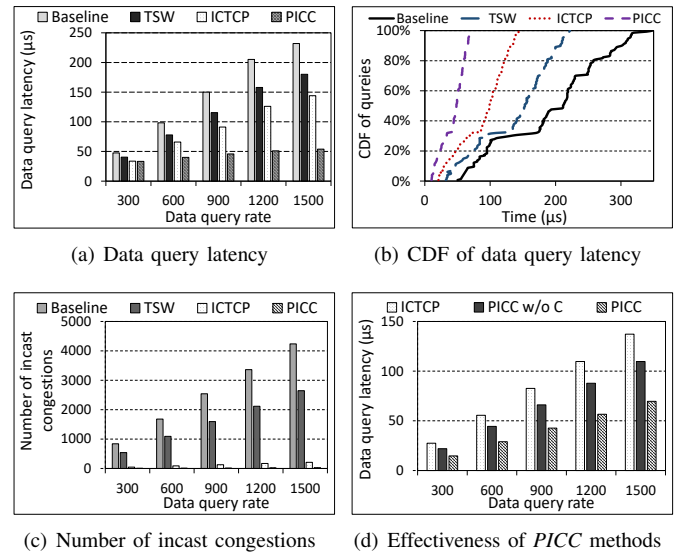 Baseline TSW ICTCP PICC
Data query latency (µs)
250
200
150
100
50
0
300 600 900 1200 1500
Data query rate
(a) Data query latency
Baseline TSW ICTCP PICC
CDF of qureies
100%
80%
60%
40%
20%
0%
0 100 200 300
Time (µs)
(b) CDF of data query latency
Baseline TSW ICTCP PICC
Number of incast
congestions
5000
4000
3000
2000
1000
0
300 600 900 1200 1500
Data query rate
(c) Number of incast congestions
ICTCP PICC w/o C PICC
Data query latency (µs)
150
100
50
0
300 600 900 1200 1500
Data query rate
(d) Effectiveness of PICC methods